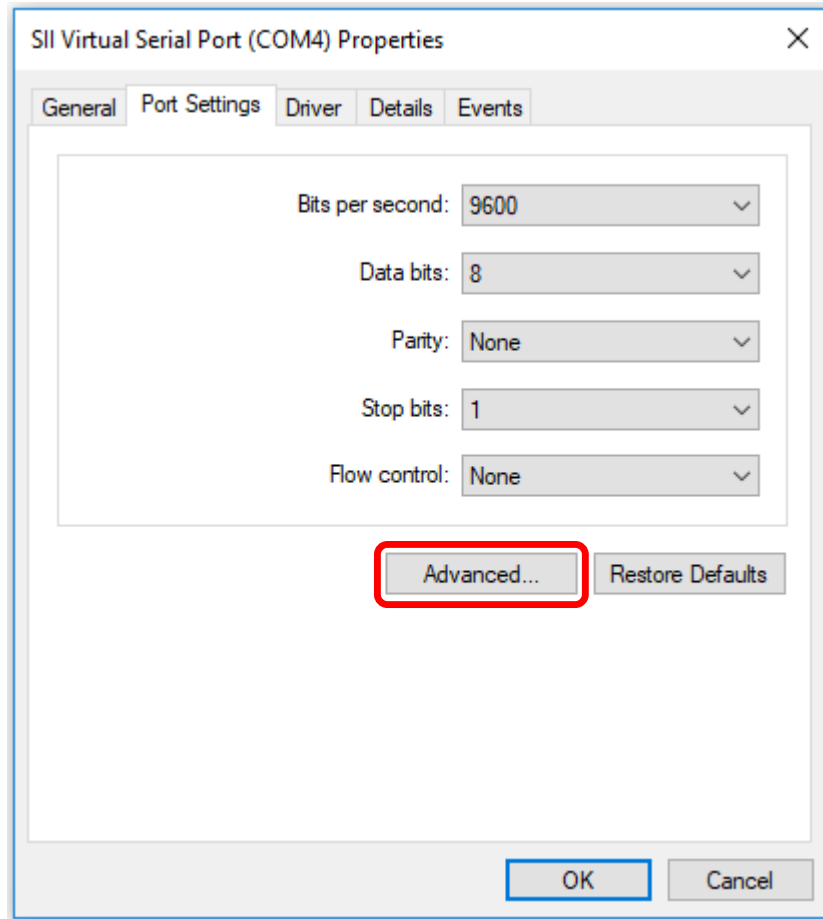 SII Virtual Serial Port (COM4) Properties
General Port Settings Driver Details Events
Bits per second: 9600
Data bits: 8
Parity: None
Stop bits: 1
Flow control: None
Advanced... Restore Defaults
OK Cancel